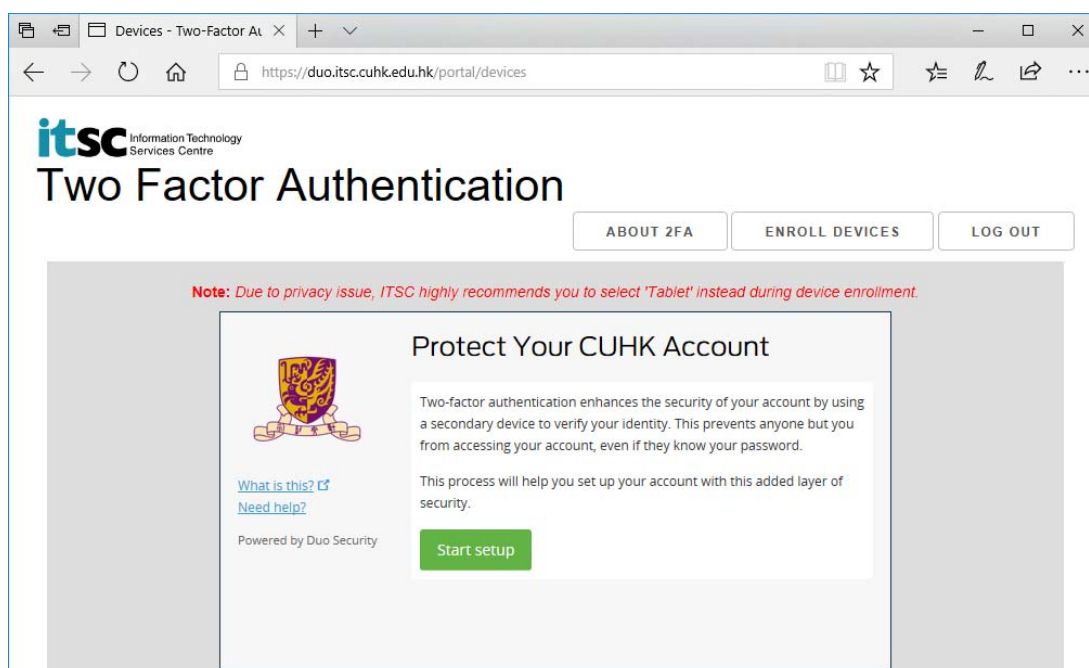 Devices - Two-Factor Au
https://duo.itsc.cuhk.edu.hk/portal/devices
itsc Information Technology
Services Centre
Two Factor Authentication
ABOUT 2FA ENROLL DEVICES LOG OUT
Note: Due to privacy issue, ITSC highly recommends you to select 'Tablet' instead during device enrollment.
Protect Your CUHK Account
Two-factor authentication enhances the security of your account by using
a secondary device to verify your identity. This prevents anyone but you
from accessing your account, even if they know your password.
What is this?
Need help?
Powered by Duo Security
This process will help you set up your account with this added layer of
security.
Start setup